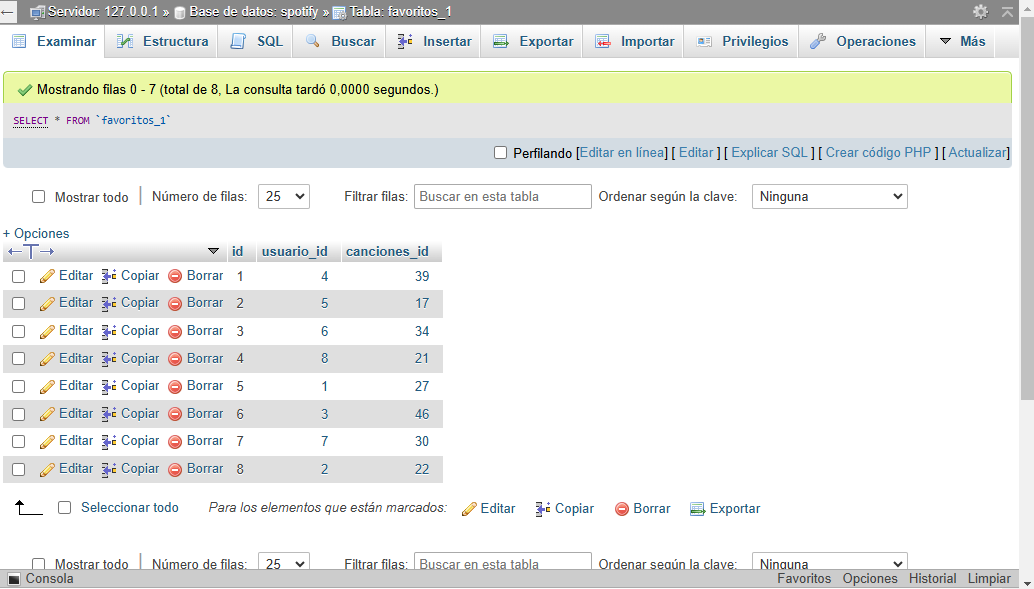 Servidor: 127.0.0.1 » Base de datos: spotify » Tabla: favoritos_1
Examinar Estructura SQL Buscar Insertar Exportar Importar Privilegios Operaciones Más
Mostrando filas 0 - 7 (total de 8, La consulta tardó 0,0000 segundos.)
SELECT * FROM `favoritos_1`
Perfilando [Editar en línea] [ Editar ] [ Explicar SQL ] [ Crear código PHP ] [ Actualizar]
Mostrar todo Número de filas: 25 Filtrar filas: Buscar en esta tabla Ordenar según la clave: Ninguna
+ Opciones
←T→ id usuario_id canciones_id
Editar Copiar Borrar 1 4 39
Editar Copiar Borrar 2 5 17
Editar Copiar Borrar 3 6 34
Editar Copiar Borrar 4 8 21
Editar Copiar Borrar 5 1 27
Editar Copiar Borrar 6 3 46
Editar Copiar Borrar 7 7 30
Editar Copiar Borrar 8 2 22
Seleccionar todo Para los elementos que están marcados: Editar Copiar Borrar Exportar
Mostrar todo Número de filas: 25 Filtrar filas: Buscar en esta tabla Ordenar según la clave: Ninguna
Consola Favoritos Opciones Historial Limpiar